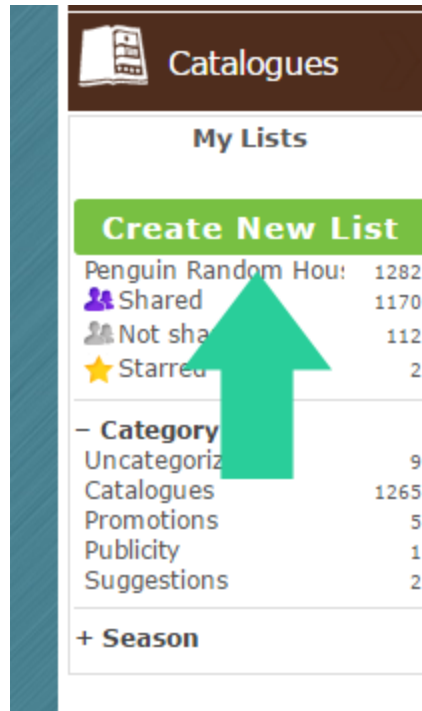 Catalogues
My Lists
Create New List
Penguin Random Hou 1282
Shared 1170
Not sha 112
Starred 2
– Category
Uncategoriz 9
Catalogues 1265
Promotions 5
Publicity 1
Suggestions 2
+ Season